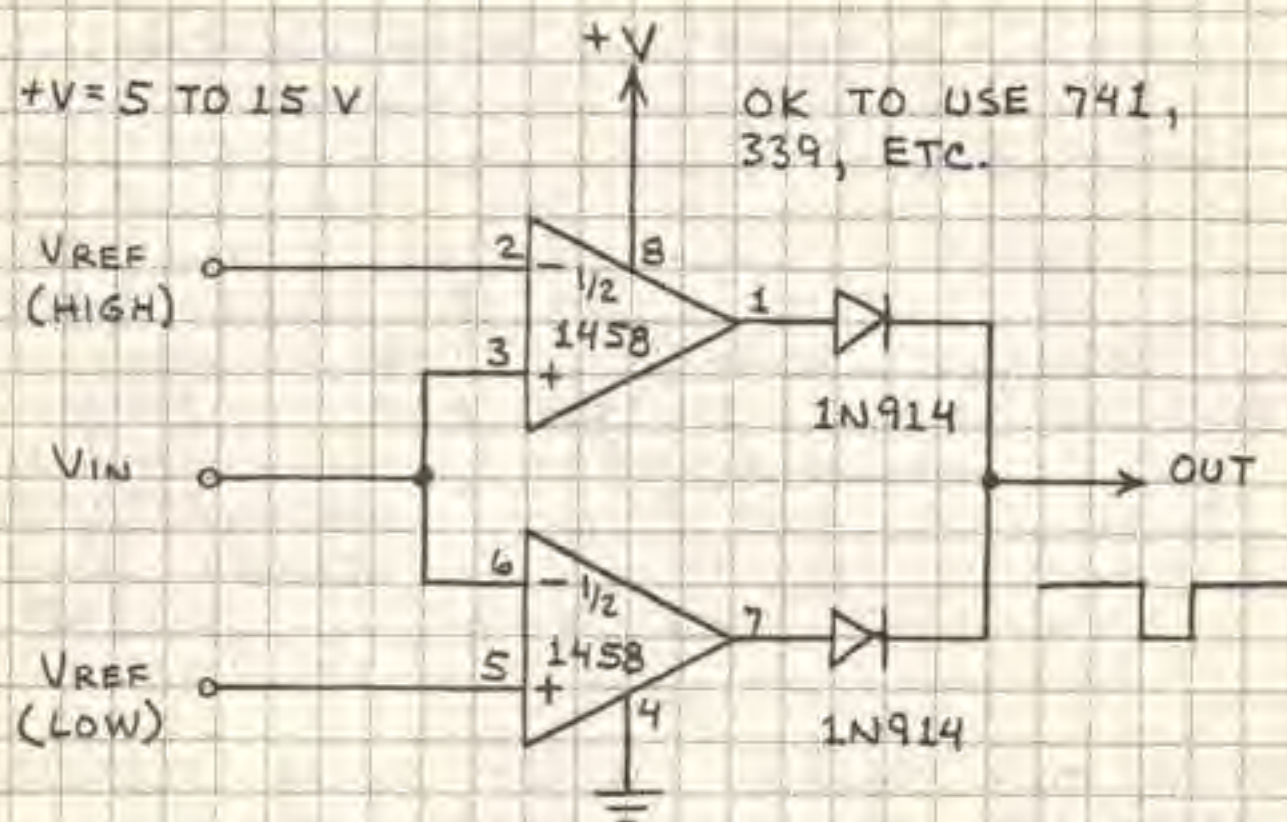 +V
+V = 5 TO 15 V
OK TO USE 741,
339, ETC.
VREF
(HIGH)
2
-
1/2
1458
8
3
+
1
1N914
VIN
OUT
6
-
1/2
1458
7
5
+
4
VREF
(LOW)
1N914